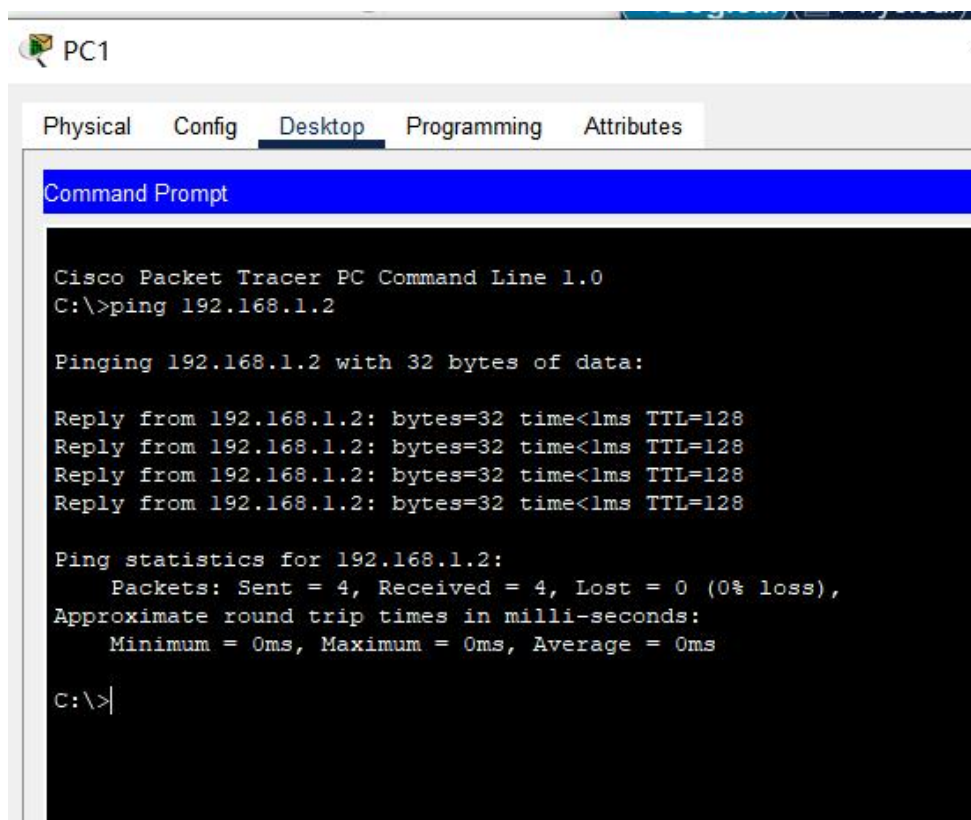 PC1
Physical Config Desktop Programming Attributes
Command Prompt
Cisco Packet Tracer PC Command Line 1.0
C:\>ping 192.168.1.2
Pinging 192.168.1.2 with 32 bytes of data:
Reply from 192.168.1.2: bytes=32 time<1ms TTL=128
Reply from 192.168.1.2: bytes=32 time<1ms TTL=128
Reply from 192.168.1.2: bytes=32 time<1ms TTL=128
Reply from 192.168.1.2: bytes=32 time<1ms TTL=128
Ping statistics for 192.168.1.2:
Packets: Sent = 4, Received = 4, Lost = 0 (0% loss),
Approximate round trip times in milli-seconds:
Minimum = 0ms, Maximum = 0ms, Average = 0ms
C:\>